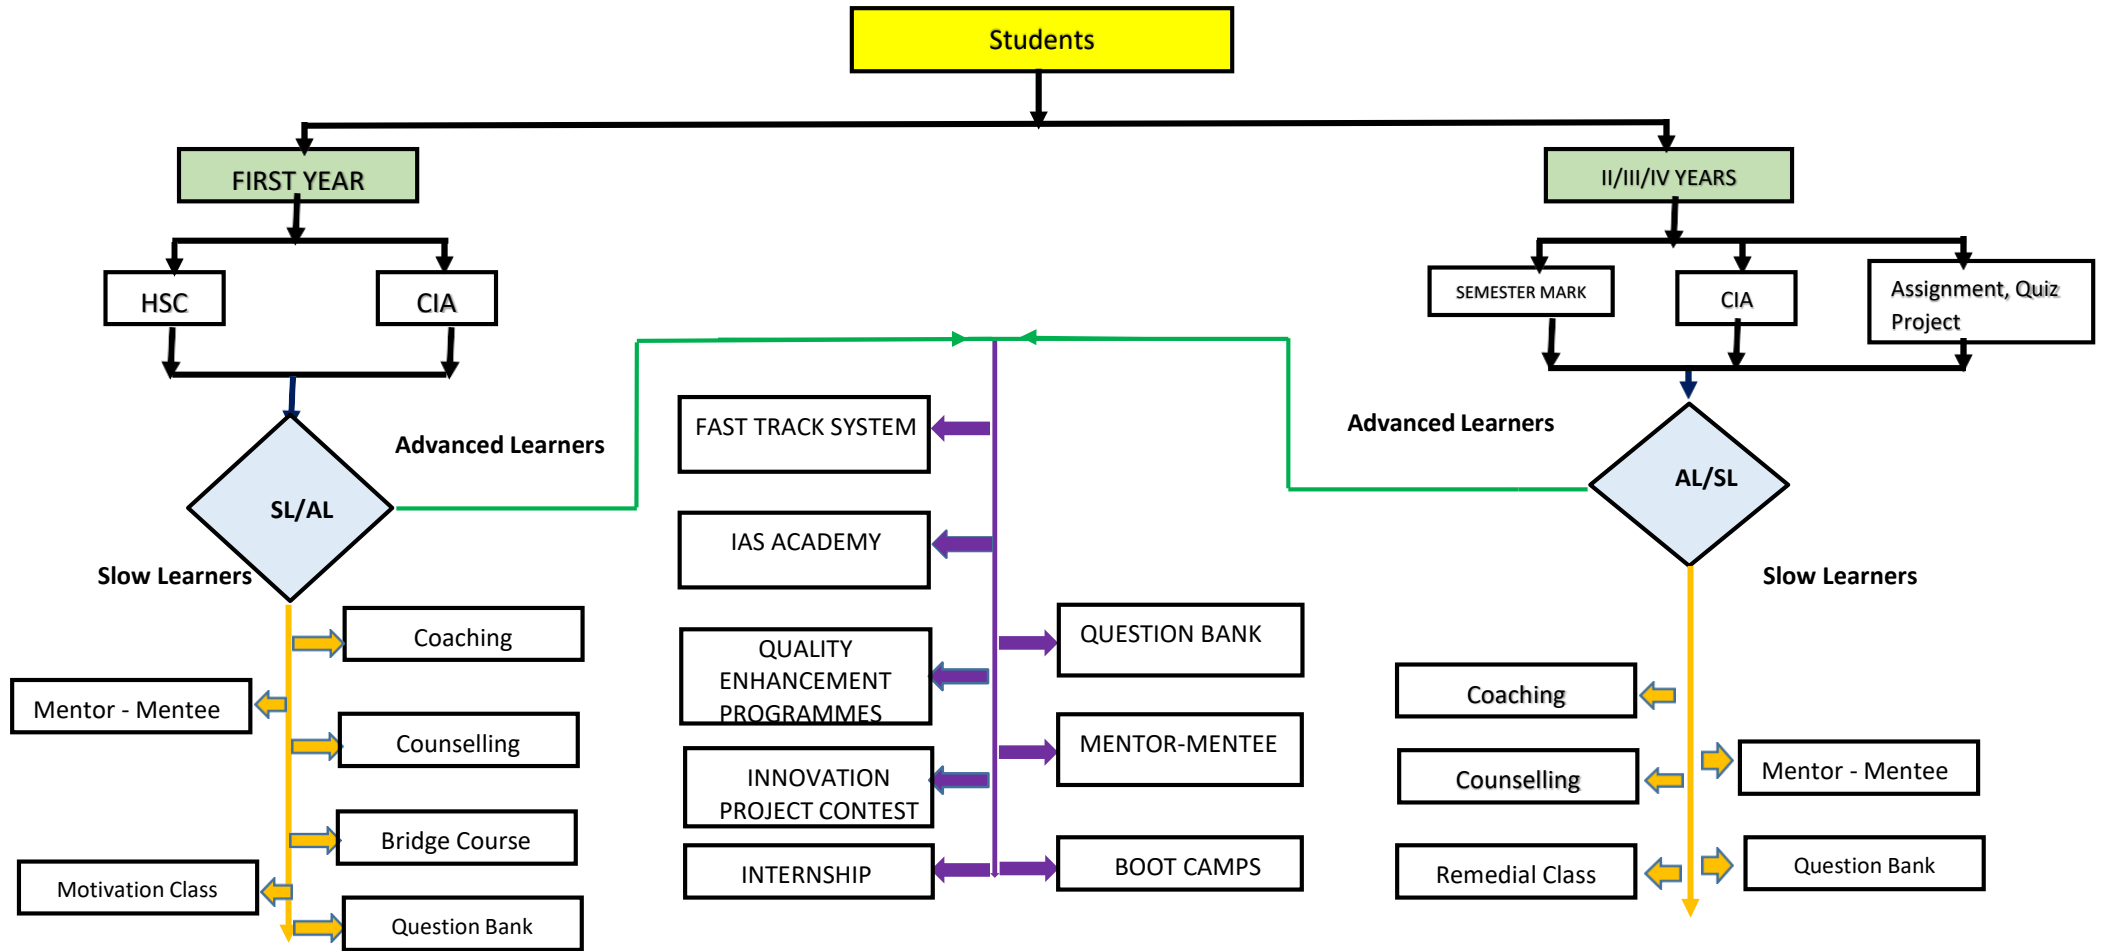 Students
FIRST YEAR
II/III/IV YEARS
HSC
CIA
SEMESTER MARK
CIA
Assignment, Quiz
Project
Advanced Learners
Advanced Learners
SL/AL
AL/SL
Slow Learners
Slow Learners
FAST TRACK SYSTEM
IAS ACADEMY
QUALITY
ENHANCEMENT
PROGRAMMES
INNOVATION
PROJECT CONTEST
INTERNSHIP
QUESTION BANK
MENTOR-MENTEE
BOOT CAMPS
Coaching
Mentor - Mentee
Counselling
Bridge Course
Motivation Class
Question Bank
Coaching
Mentor - Mentee
Counselling
Remedial Class
Question Bank